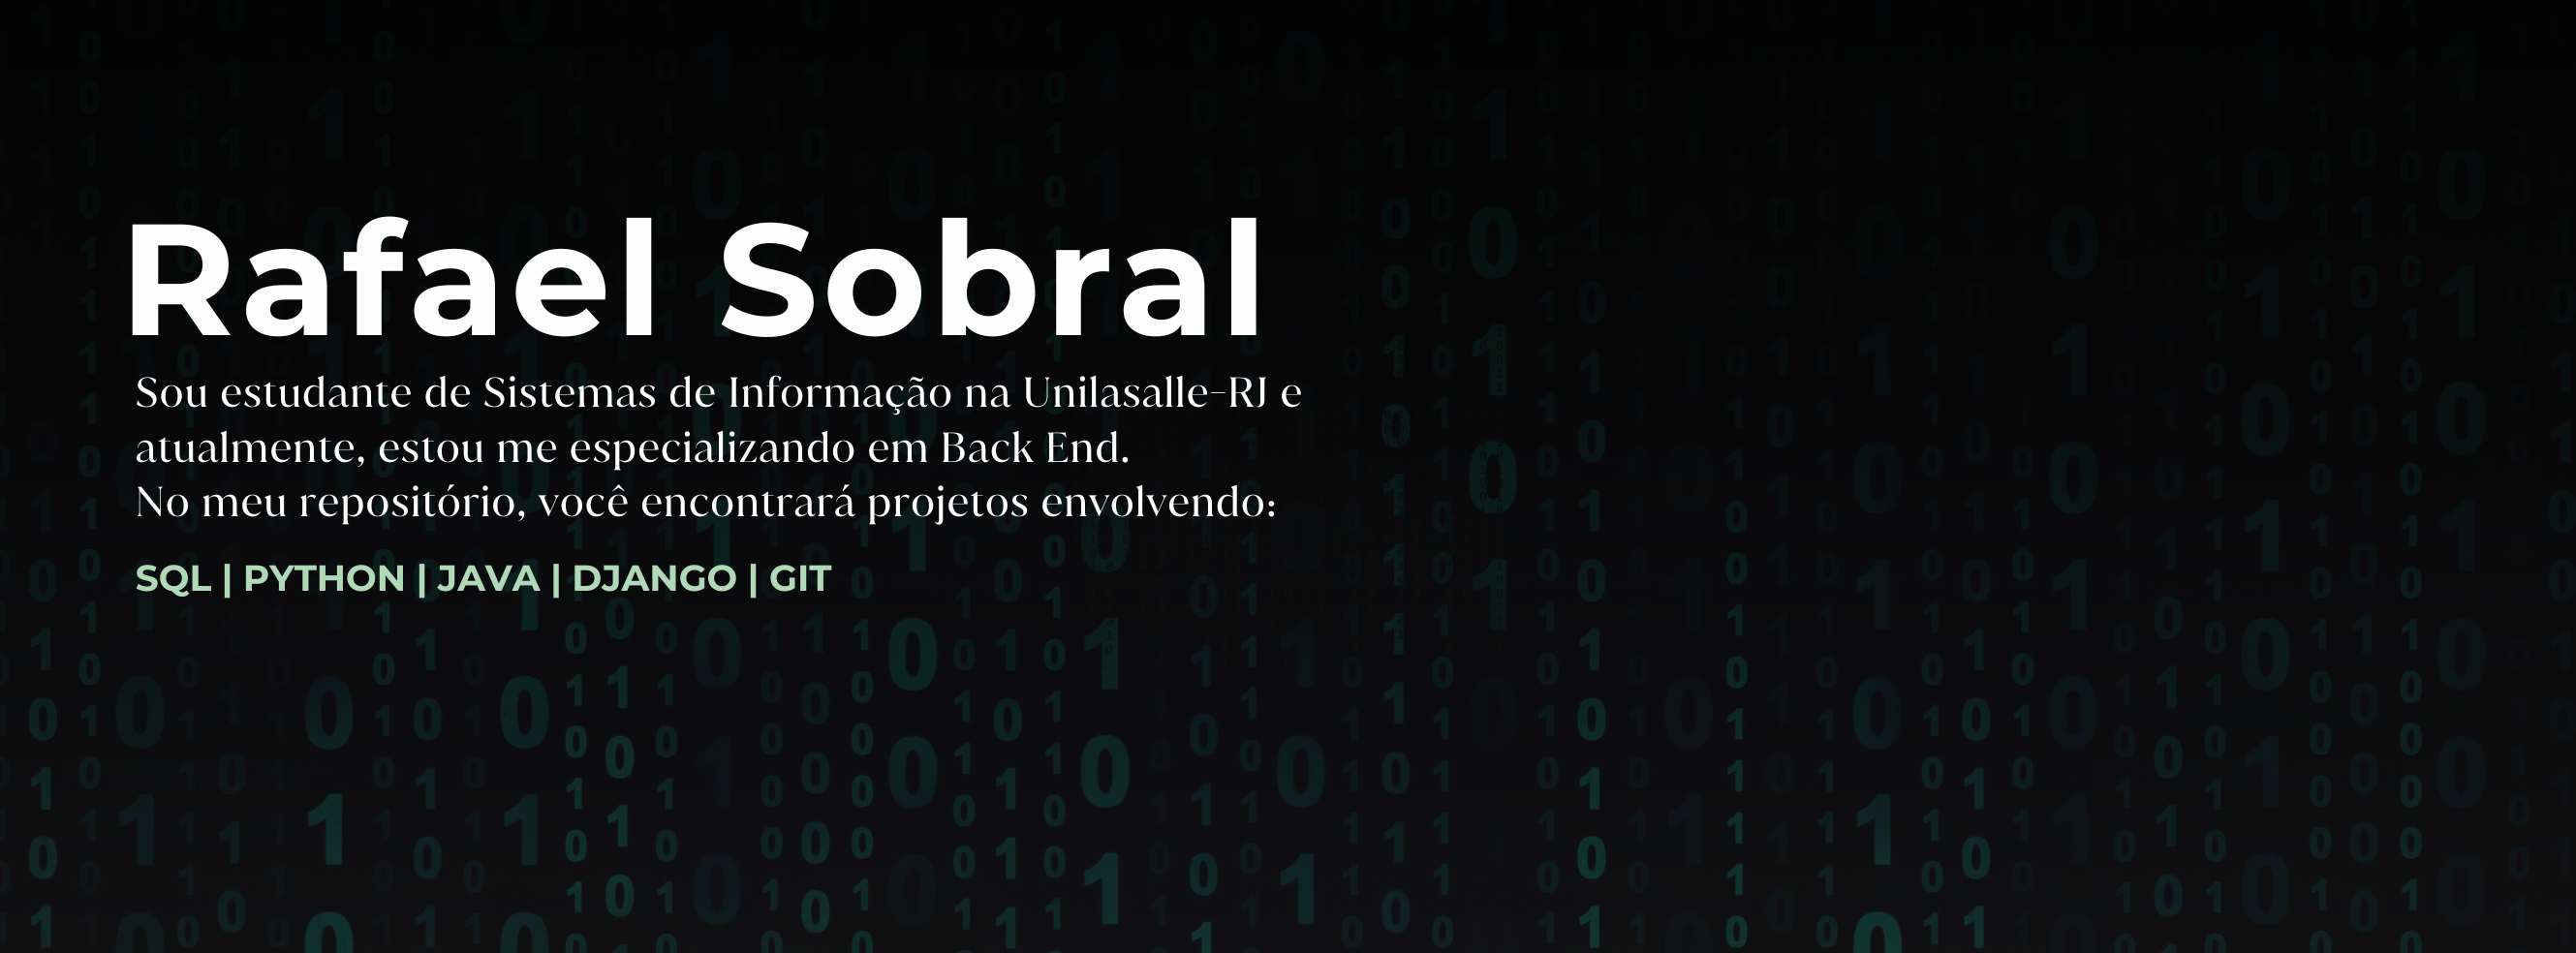 Rafael Sobral
Sou estudante de Sistemas de Informação na Unilasalle-RJ e
atualmente, estou me especializando em Back End.
No meu repositório, você encontrará projetos envolvendo:
SQL | PYTHON | JAVA | DJANGO | GIT